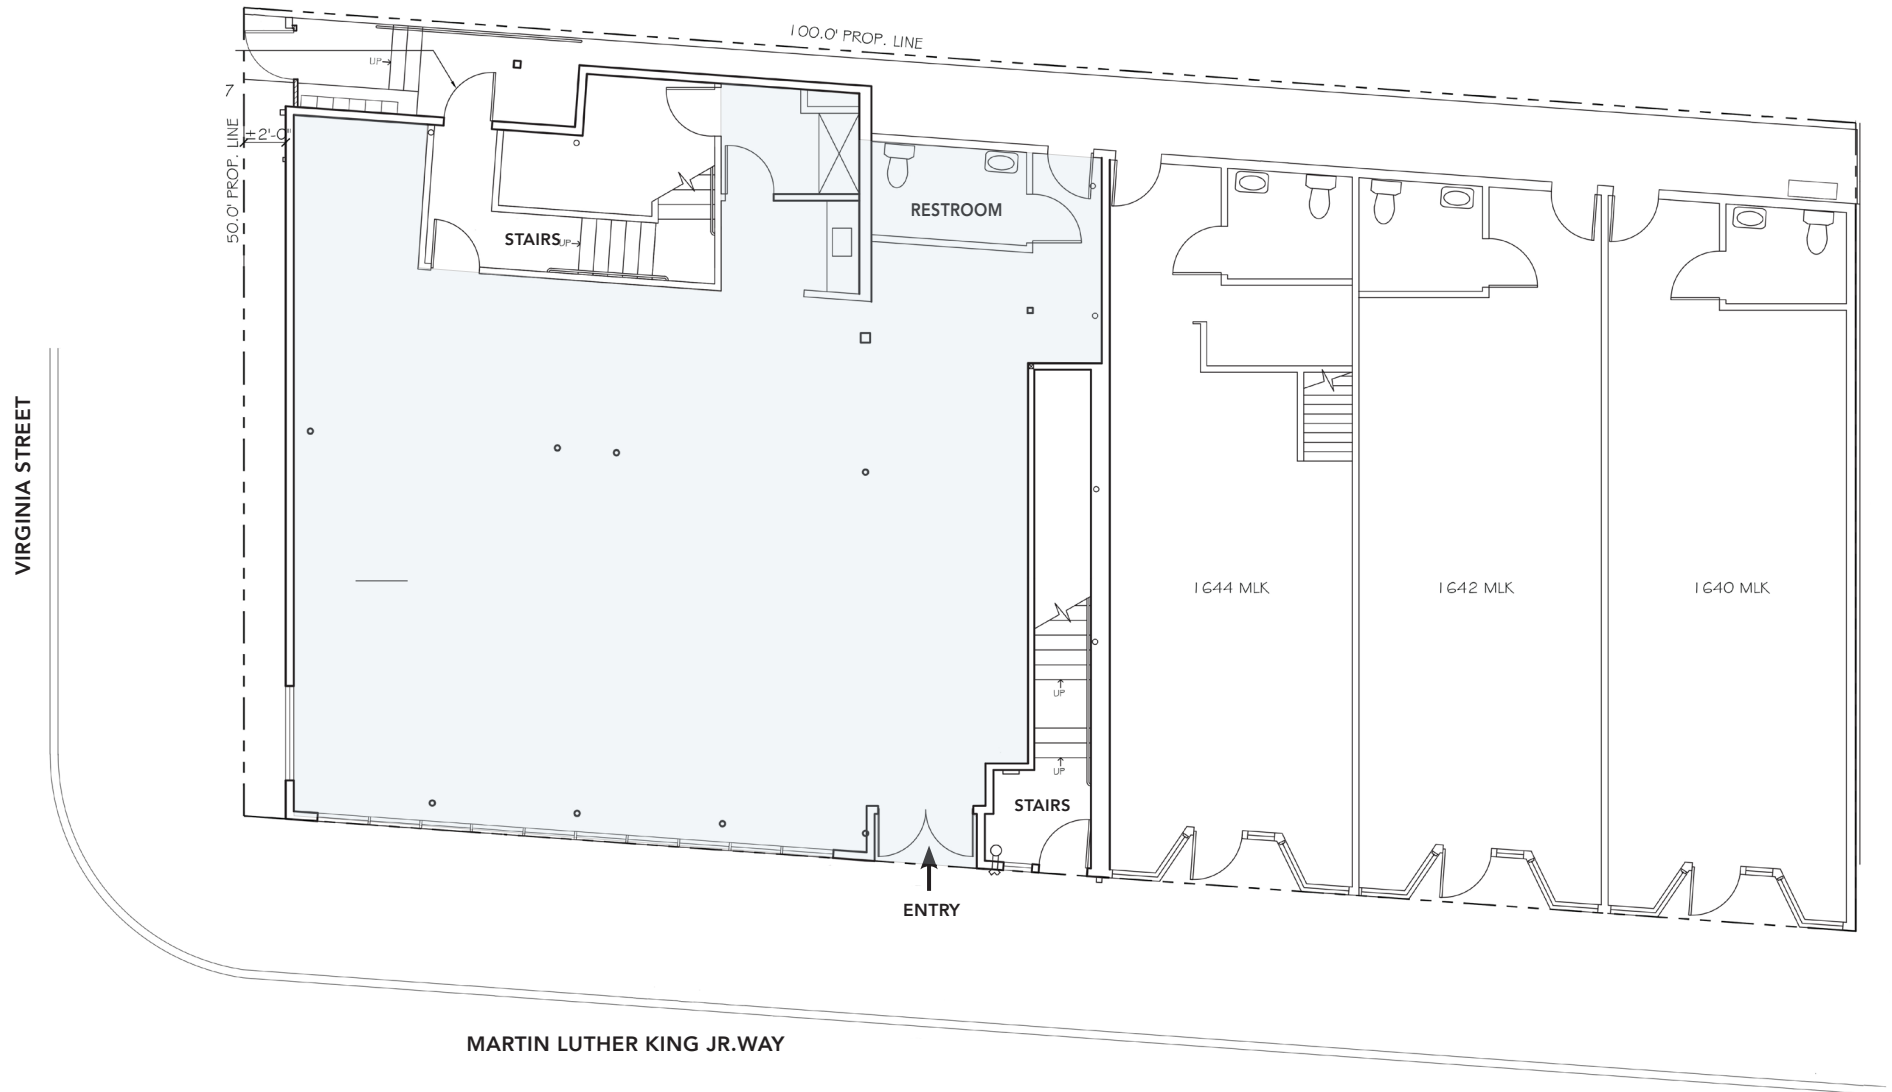 100.0' PROP. LINE
UP
7
±2'-0"
50.0' PROP. LINE
RESTROOM
STAIRS
UP
VIRGINIA STREET
1644 MLK
1642 MLK
1640 MLK
UP
UP
STAIRS
ENTRY
MARTIN LUTHER KING JR.WAY